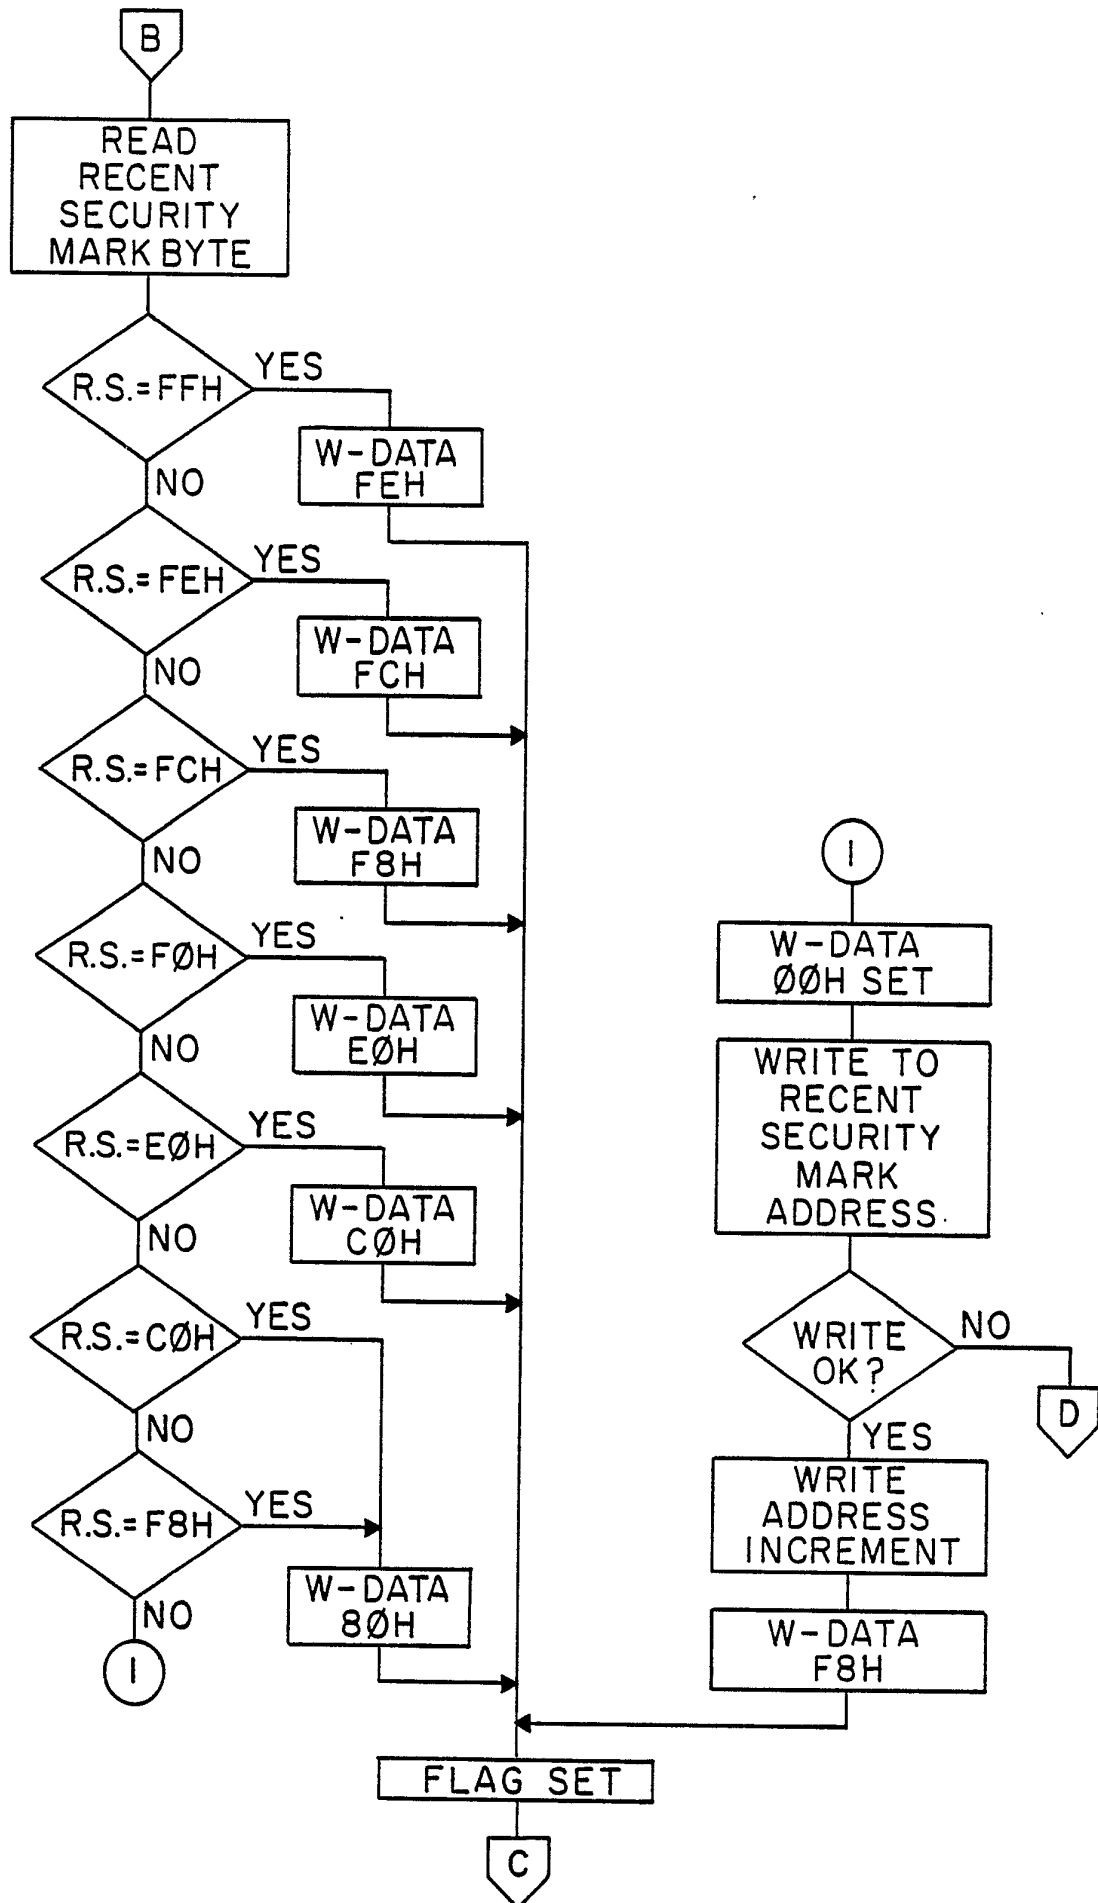 B
READ
RECENT
SECURITY
MARK BYTE
R.S.=FFH
YES
W-DATA
FEH
NO
R.S.=FEH
YES
W-DATA
FCH
NO
R.S.=FCH
YES
W-DATA
F8H
NO
R.S.=FØH
YES
W-DATA
EØH
NO
R.S.=EØH
YES
W-DATA
CØH
NO
R.S.=CØH
YES
NO
R.S.=F8H
YES
W-DATA
8ØH
NO
I
I
W-DATA
ØØH SET
WRITE TO
RECENT
SECURITY
MARK
ADDRESS
WRITE
OK?
NO
D
YES
WRITE
ADDRESS
INCREMENT
W-DATA
F8H
FLAG SET
C